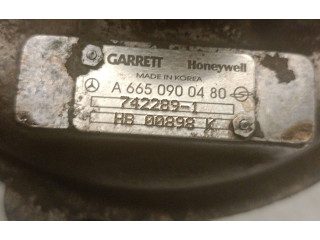 GARRETT Honeywell
MADE IN KOREA
A 665 090 04 80
742289-1
HB 00898 K